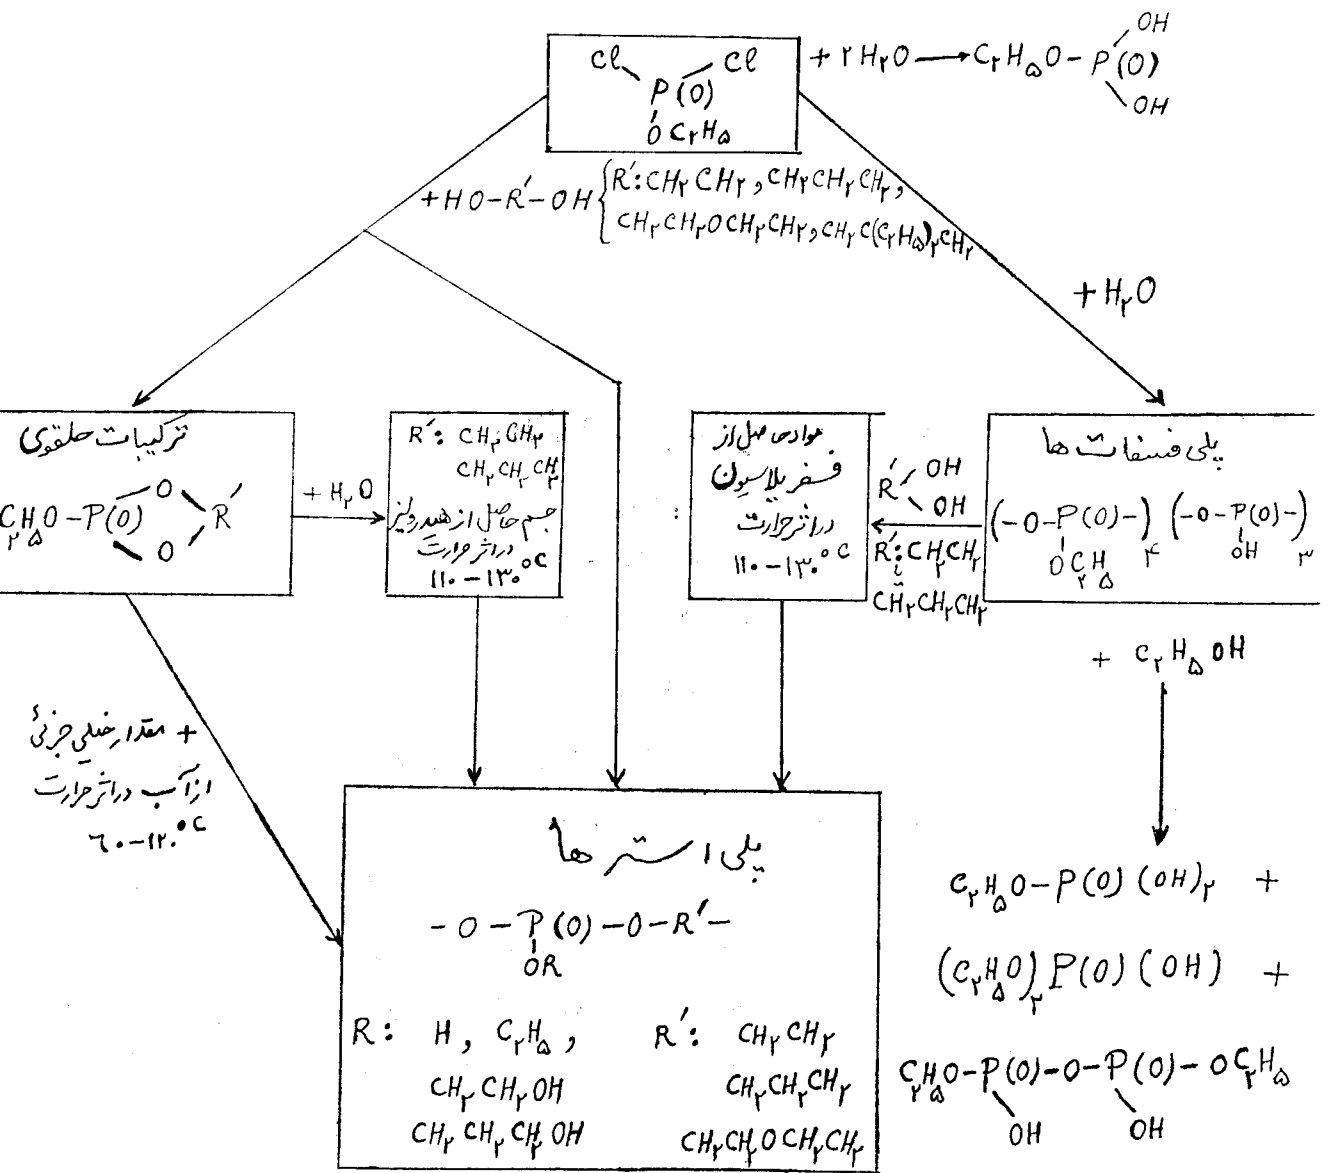 Cl Cl
P(O)
OC۲H۵
+ ۲H۲O → C۲H۵O-P(O)
OH
OH
+HO-R'-OH { R': CH۲CH۲, CH۲CH۲CH۲,
CH۲CH۲OCH۲CH۲, CH۲C(C۲H۵)۲CH۲
+H۲O
ترکیبات حلقوی
C۲H۵O-P(O) O O R'
+H۲O
R': CH۲CH۲
CH۲CH۲CH۲
جسم حاصل از هیدرولیز
در اثر حرارت
۱۱۰-۱۳۰°C
مواد حاصل از
فسفریلاسیون
در اثر حرارت
۱۱۰-۱۳۰°C
R' OH
OH
R': CH۲CH۲
CH۲CH۲CH۲
پلی فسفات ها
(-O-P(O)-)۴ (-O-P(O)-)۳
OC۲H۵ OH
+ C۲H۵OH
+ مقدار خیلی جزئی
از آب در اثر حرارت
۶۰-۱۲۰°C
پلی استرها
-O-P(O)-O-R'-
OR
R: H, C۲H۵,
CH۲CH۲OH
CH۲CH۲CH۲OH
R': CH۲CH۲
CH۲CH۲CH۲
CH۲CH۲OCH۲CH۲
C۲H۵O-P(O)(OH)۲ +
(C۲H۵O)۲P(O)(OH) +
C۲H۵O-P(O)-O-P(O)-OC۲H۵
OH OH